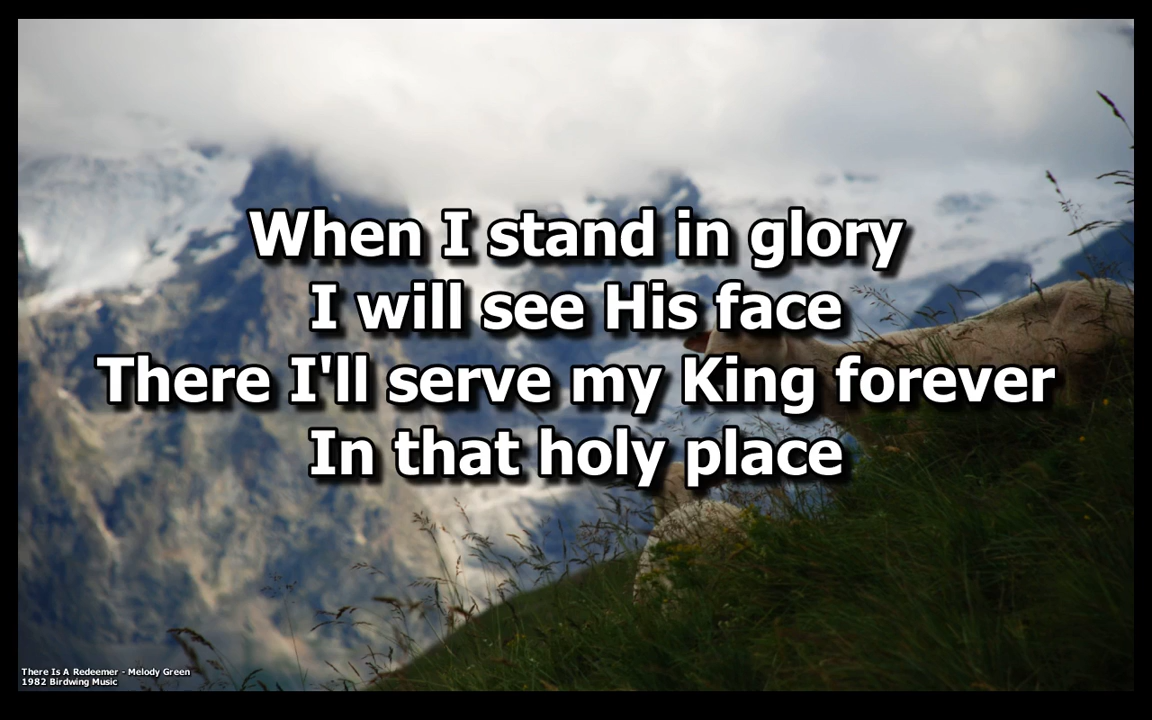 When I stand in glory
I will see His face
There I'll serve my King forever
In that holy place
There Is A Redeemer - Melody Green
1982 Birdwing Music